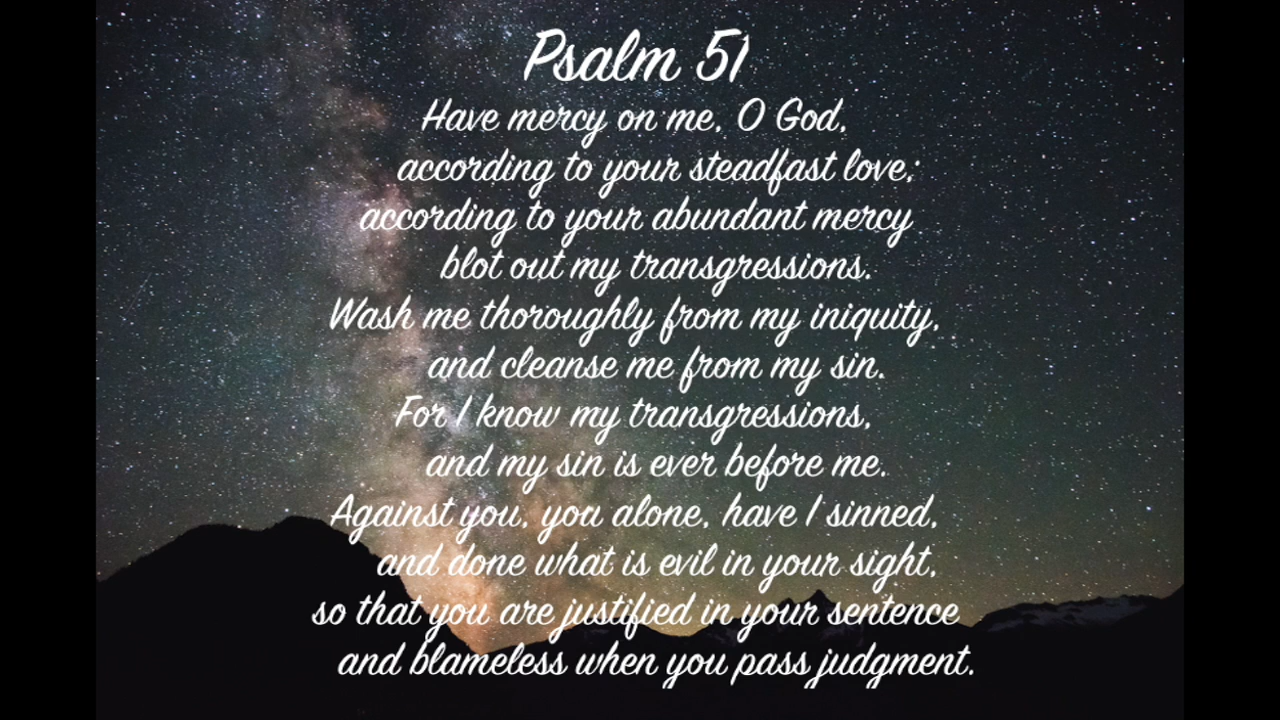 Psalm 51
Have mercy on me, O God,
according to your steadfast love;
according to your abundant mercy
blot out my transgressions.
Wash me thoroughly from my iniquity,
and cleanse me from my sin.
For I know my transgressions,
and my sin is ever before me.
Against you, you alone, have I sinned,
and done what is evil in your sight,
so that you are justified in your sentence
and blameless when you pass judgment.